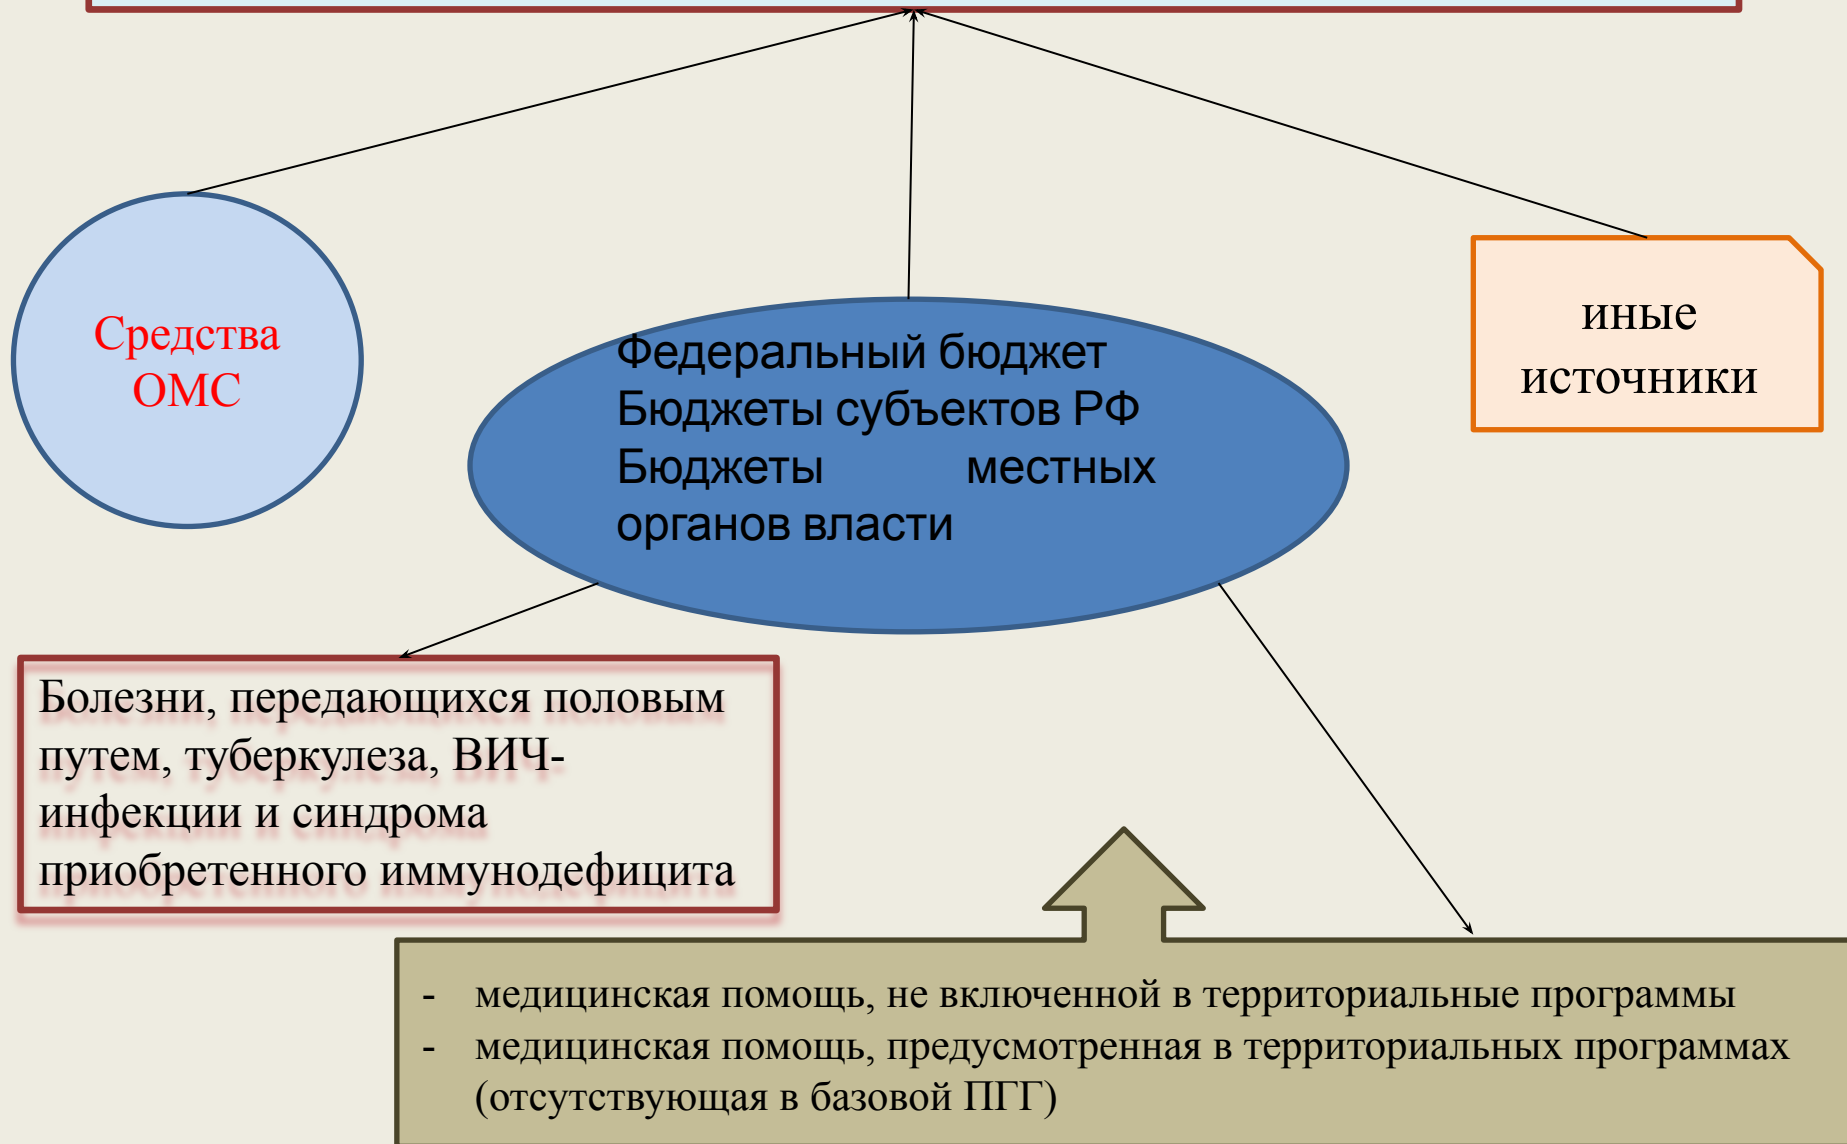 Средства
ОМС
Федеральный бюджет
Бюджеты субъектов РФ
Бюджеты местных
органов власти
иные
источники
Болезни, передающихся половым
путем, туберкулеза, ВИЧ-
инфекции и синдрома
приобретенного иммунодефицита
- медицинская помощь, не включенной в территориальные программы
- медицинская помощь, предусмотренная в территориальных программах
(отсутствующая в базовой ПГГ)